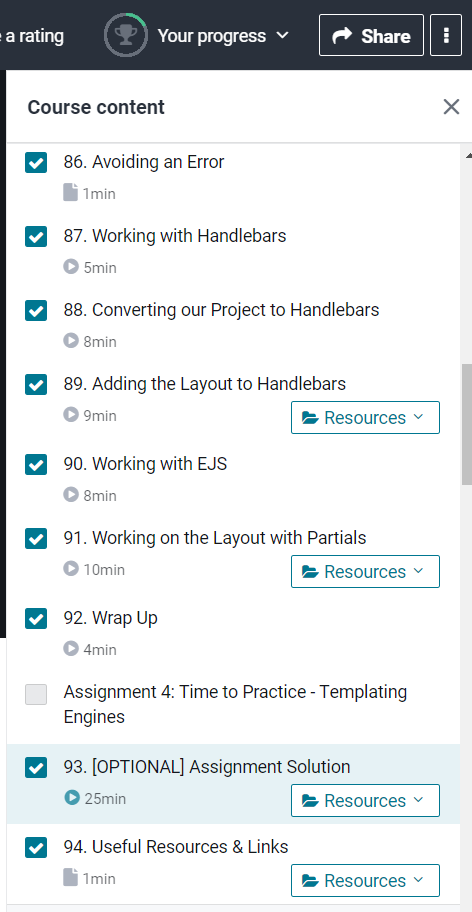 a rating
Your progress
Share
Course content
86. Avoiding an Error
1min
87. Working with Handlebars
5min
88. Converting our Project to Handlebars
8min
89. Adding the Layout to Handlebars
9min
Resources
90. Working with EJS
8min
91. Working on the Layout with Partials
10min
Resources
92. Wrap Up
4min
Assignment 4: Time to Practice - Templating
Engines
93. [OPTIONAL] Assignment Solution
25min
Resources
94. Useful Resources & Links
1min
Resources